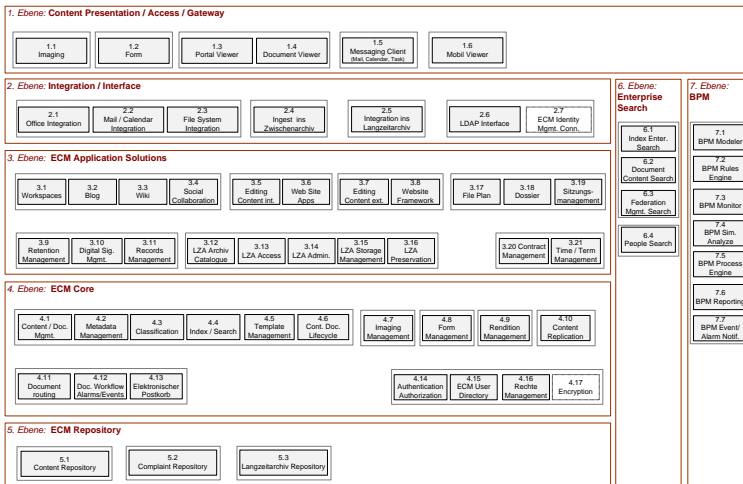 1. Ebene: Content Presentation / Access / Gateway
1.1
Imaging
1.2
Form
1.3
Portal Viewer
1.4
Document Viewer
1.5
Messaging Client
(Mail, Calendar, Task)
1.6
Mobil Viewer
2. Ebene: Integration / Interface
2.1
Office Integration
2.2
Mail / Calendar
Integration
2.3
File System
Integration
2.4
Ingest ins
Zwischenarchiv
2.5
Integration ins
Langzeitarchiv
2.6
LDAP Interface
2.7
ECM Identity
Mgmt. Conn.
3. Ebene: ECM Application Solutions
3.1
Workspaces
3.2
Blog
3.3
Wiki
3.4
Social
Collaboration
3.5
Editing
Content int.
3.6
Web Site
Apps
3.7
Editing
Content ext.
3.8
Website
Framework
3.17
File Plan
3.18
Dossier
3.19
Sitzungs-
management
3.9
Retention
Management
3.10
Digital Sig.
Mgmt.
3.11
Records
Management
3.12
LZA Archiv
Catalogue
3.13
LZA Access
3.14
LZA Admin.
3.15
LZA Storage
Management
3.16
LZA
Preservation
3.20 Contract
Management
3.21
Time / Term
Management
4. Ebene: ECM Core
4.1
Content / Doc.
Mgmt.
4.2
Metadata
Management
4.3
Classification
4.4
Index / Search
4.5
Template
Management
4.6
Cont. Doc.
Lifecycle
4.7
Imaging
Management
4.8
Form
Management
4.9
Rendition
Management
4.10
Content
Replication
4.11
Document
routing
4.12
Doc. Workflow
Alarms/Events
4.13
Elektronischer
Postkorb
4.14
Authentication
Authorization
4.15
ECM User
Directory
4.16
Rechte
Management
4.17
Encryption
5. Ebene: ECM Repository
5.1
Content Repository
5.2
Complaint Repository
5.3
Langzeitarchiv Repository
6. Ebene:
Enterprise
Search
6.1
Index Enter.
Search
6.2
Document
Content Search
6.3
Federation
Mgmt. Search
6.4
People Search
7. Ebene:
BPM
7.1
BPM Modeler
7.2
BPM Rules
Engine
7.3
BPM Monitor
7.4
BPM Sim.
Analyze
7.5
BPM Process
Engine
7.6
BPM Reporting
7.7
BPM Event/
Alarm Notif.